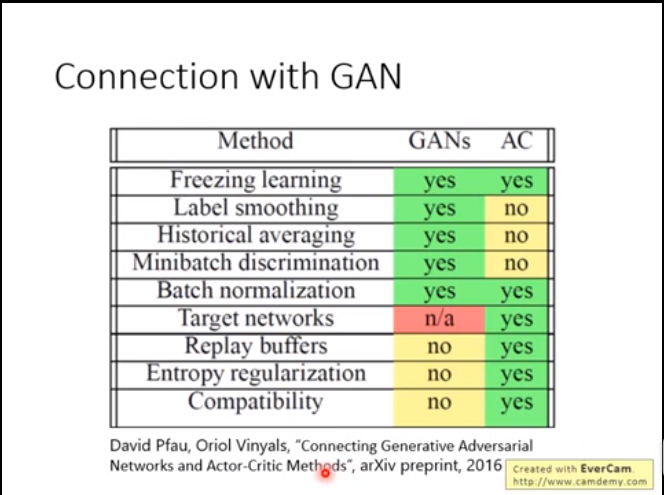 Connection with GAN
Method GANs AC
Freezing learning yes yes
Label smoothing yes no
Historical averaging yes no
Minibatch discrimination yes no
Batch normalization yes yes
Target networks n/a yes
Replay buffers no yes
Entropy regularization no yes
Compatibility no yes
David Pfau, Oriol Vinyals, "Connecting Generative Adversarial
Networks and Actor-Critic Methods", arXiv preprint, 2016
Created with EverCam.
http://www.camdemy.com